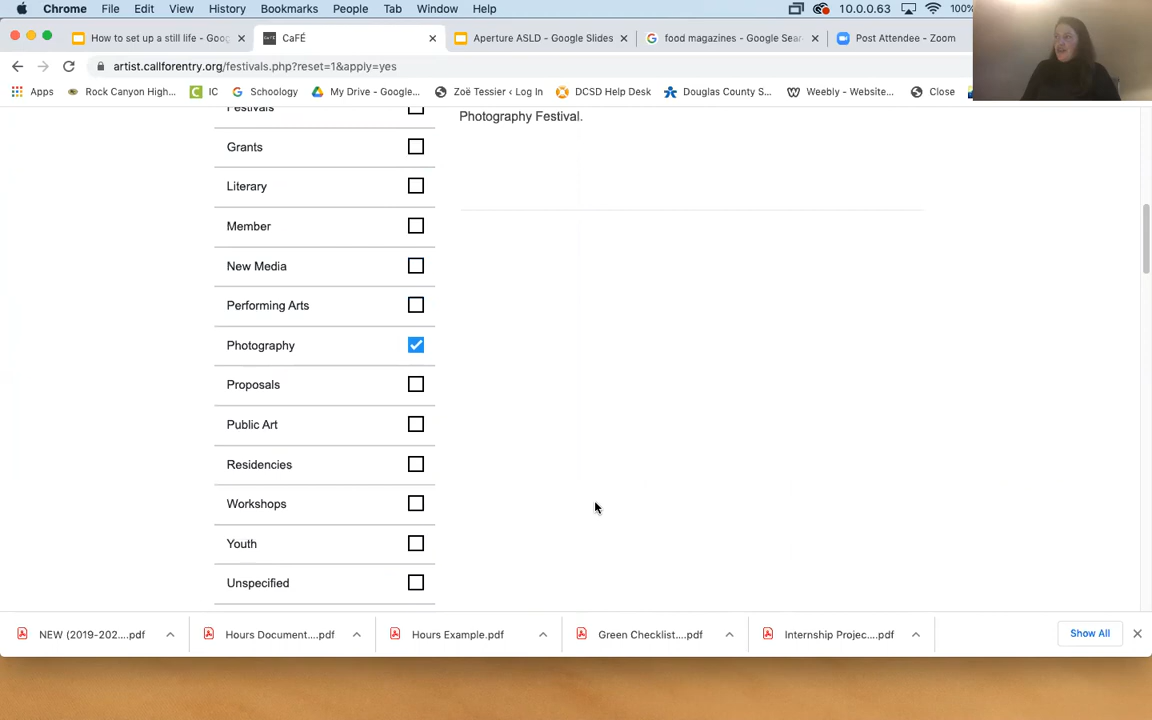 Chrome File Edit View History Bookmarks People Tab Window Help 10.0.0.63 100%
How to set up a still life - Goo CaFÉ Aperture ASLD - Google Slides food magazines - Google Sear Post Attendee - Zoom
artist.callforentry.org/festivals.php?reset=1&apply=yes
Apps Rock Canyon High... IC Schoology My Drive - Google... Zoë Tessier ‹ Log In DCSD Help Desk Douglas County S... Weebly - Website... Close
Festivals
Photography Festival.
Grants
Literary
Member
New Media
Performing Arts
Photography
Proposals
Public Art
Residencies
Workshops
Youth
Unspecified
NEW (2019-202....pdf Hours Document....pdf Hours Example.pdf Green Checklist....pdf Internship Projec....pdf Show All